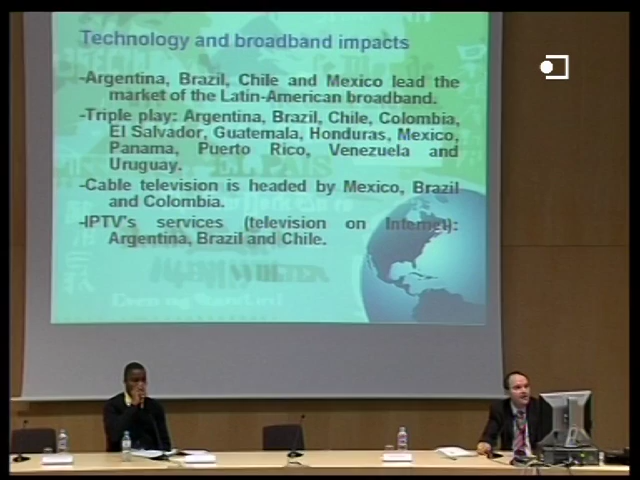 Technology and broadband impacts
-Argentina, Brazil, Chile and Mexico lead the
market of the Latin-American broadband.
-Triple play: Argentina, Brazil, Chile, Colombia,
El Salvador, Guatemala, Honduras, Mexico,
Panama, Puerto Rico, Venezuela and
Uruguay.
-Cable television is headed by Mexico, Brazil
and Colombia.
-IPTV's services (television on Internet):
Argentina, Brazil and Chile.